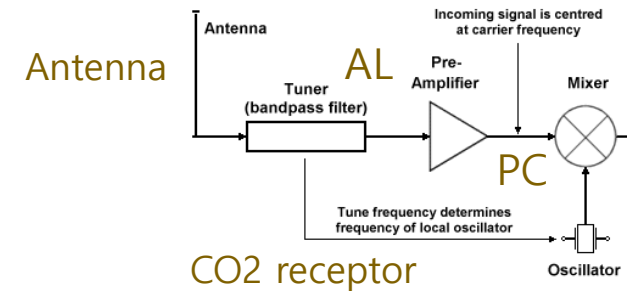 Incoming signal is centred
at carrier frequency
Antenna
Antenna
AL
Pre-
Amplifier
Mixer
Tuner
(bandpass filter)
PC
Tune frequency determines
frequency of local oscillator
CO2 receptor
Oscillator